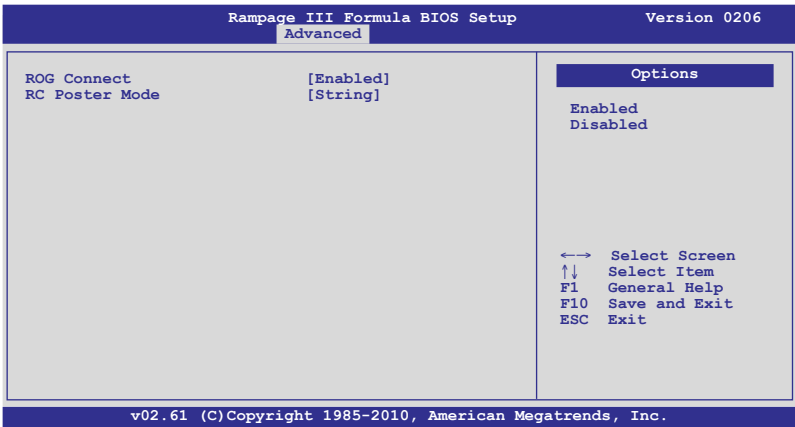 Rampage III Formula BIOS Setup Version 0206
Advanced
ROG Connect [Enabled]
RC Poster Mode [String]
Options
Enabled
Disabled
←→ Select Screen
↑↓ Select Item
F1 General Help
F10 Save and Exit
ESC Exit
v02.61 (C)Copyright 1985-2010, American Megatrends, Inc.